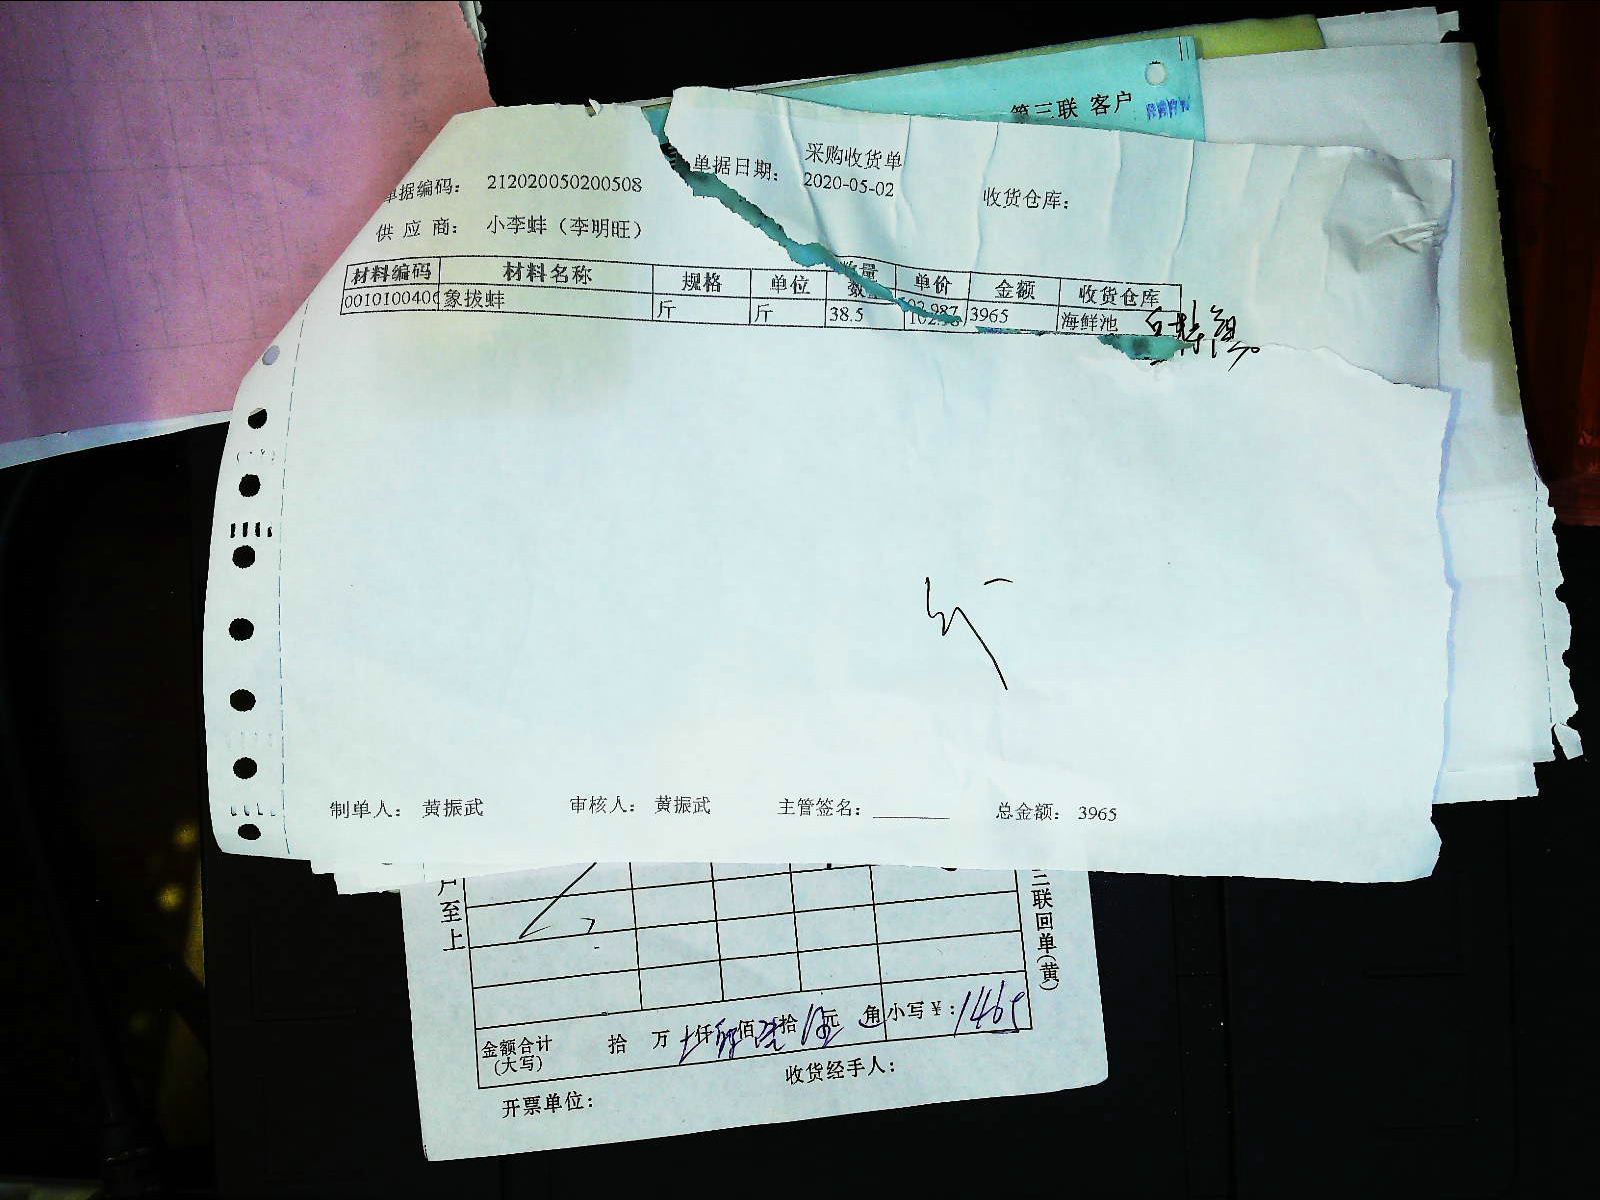 第三联 客户
采购收货单
单据编码: 212020050200508 单据日期: 2020-05-02 收货仓库:
供 应 商: 小李蚌(李明旺)
材料编码 材料名称 规格 单位 数量 单价 金额 收货仓库
0010100400 象拔蚌 斤 斤 38.5 3965 海鲜池
制单人: 黄振武 审核人: 黄振武 主管签名: 总金额: 3965
户至上
三联回单(黄)
金额合计(大写) 拾 万 仟 佰 拾 元 角 小写¥: 1465
收货经手人:
开票单位: